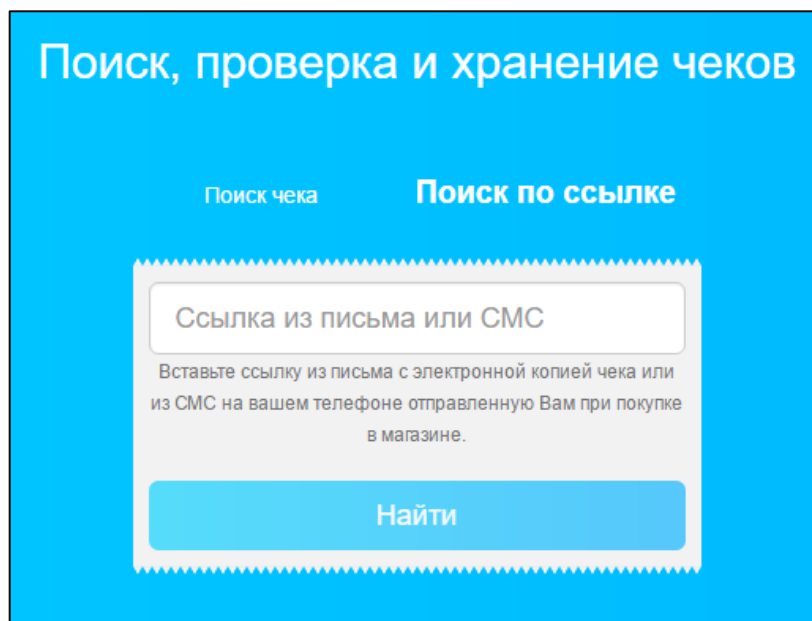 Поиск, проверка и хранение чеков
Поиск чека
Поиск по ссылке
Ссылка из письма или СМС
Вставьте ссылку из письма с электронной копией чека или
из СМС на вашем телефоне отправленную Вам при покупке
в магазине.
Найти